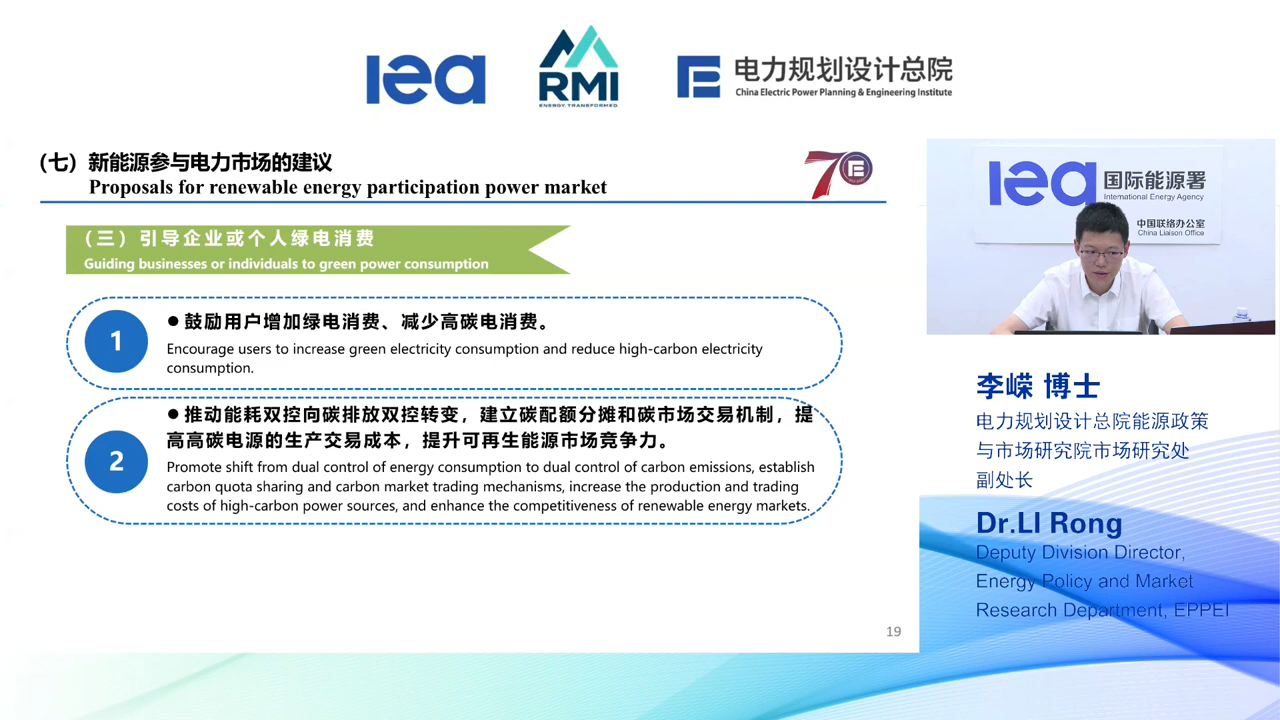 iea
RMI
ENERGY. TRANSFORMED.
电力规划设计总院
China Electric Power Planning & Engineering Institute
（七）新能源参与电力市场的建议
Proposals for renewable energy participation power market
70
（三）引导企业或个人绿电消费
Guiding businesses or individuals to green power consumption
1
●鼓励用户增加绿电消费、减少高碳电消费。
Encourage users to increase green electricity consumption and reduce high-carbon electricity
consumption.
2
●推动能耗双控向碳排放双控转变，建立碳配额分摊和碳市场交易机制，提
高高碳电源的生产交易成本，提升可再生能源市场竞争力。
Promote shift from dual control of energy consumption to dual control of carbon emissions, establish
carbon quota sharing and carbon market trading mechanisms, increase the production and trading
costs of high-carbon power sources, and enhance the competitiveness of renewable energy markets.
19
iea 国际能源署
International Energy Agency
中国联络办公室
China Liaison Office
李嵘 博士
电力规划设计总院能源政策
与市场研究院市场研究处
副处长
Dr.LI Rong
Deputy Division Director,
Energy Policy and Market
Research Department, EPPEI